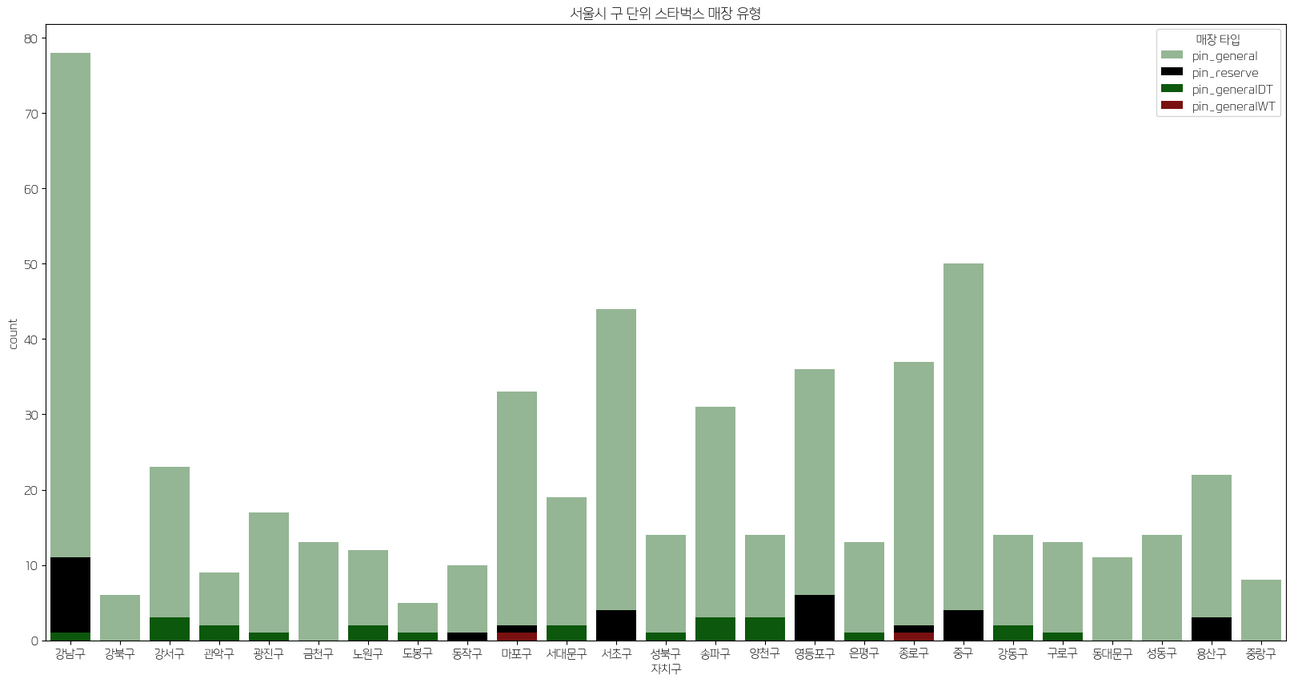 서울시 구 단위 스타벅스 매장 유형
매장 타입
pin_general
pin_reserve
pin_generalDT
pin_generalWT
count
80
70
60
50
40
30
20
10
0
강남구 강북구 강서구 관악구 광진구 금천구 노원구 도봉구 동작구 마포구 서대문구 서초구 성북구 송파구 양천구 영등포구 은평구 종로구 중구 강동구 구로구 동대문구 성동구 용산구 중랑구
자치구